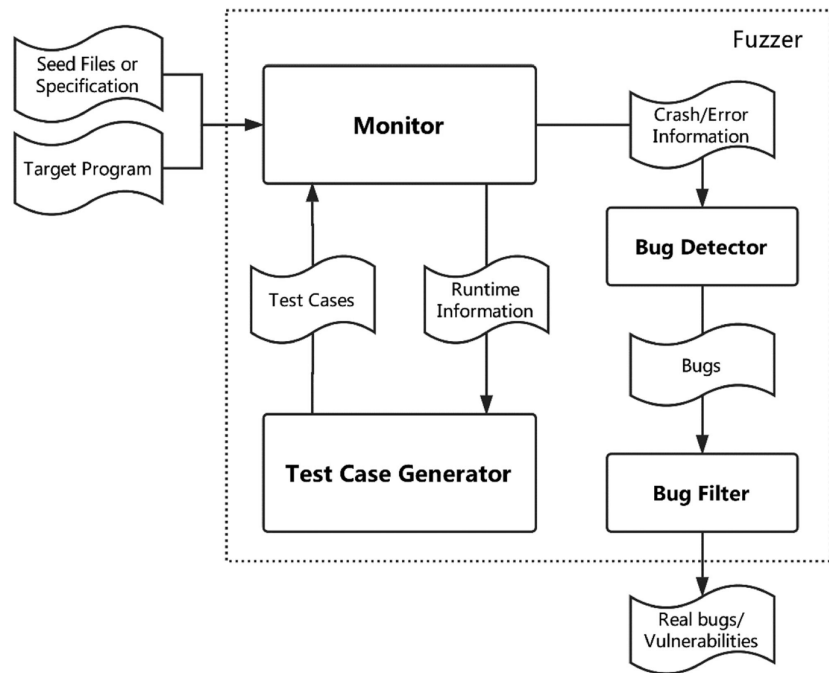 Fuzzer
Seed Files or
Specification
Target Program
Monitor
Crash/Error
Information
Bug Detector
Test Cases
Runtime
Information
Bugs
Test Case Generator
Bug Filter
Real bugs/
Vulnerabilities